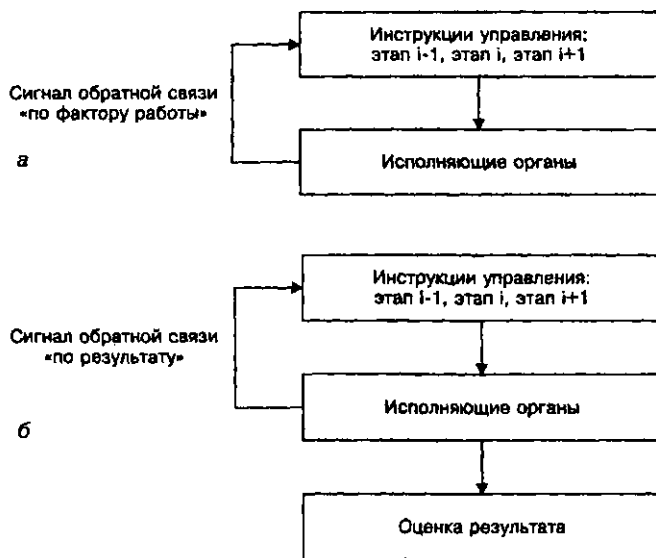 Инструкции управления:
этап i-1, этап i, этап i+1
Сигнал обратной связи
«по фактору работы»
а
Исполняющие органы
Инструкции управления:
этап i-1, этап i, этап i+1
Сигнал обратной связи
«по результату»
Исполняющие органы
б
Оценка результата